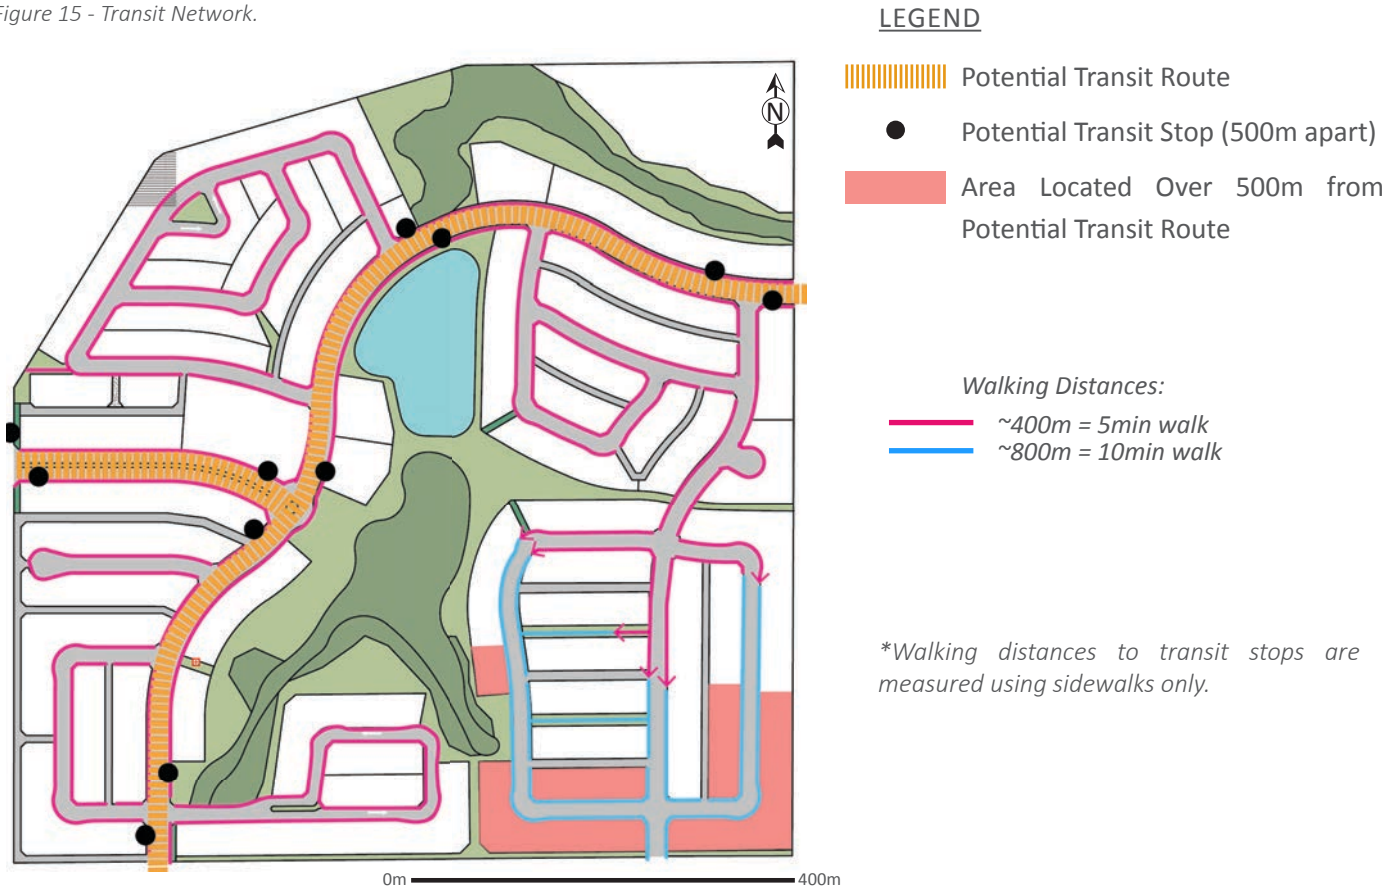 Figure 15 - Transit Network.
LEGEND
N
Potential Transit Route
Potential Transit Stop (500m apart)
Area Located Over 500m from
Potential Transit Route
Walking Distances:
~400m = 5min walk
~800m = 10min walk
*Walking distances to transit stops are
measured using sidewalks only.
0m 400m